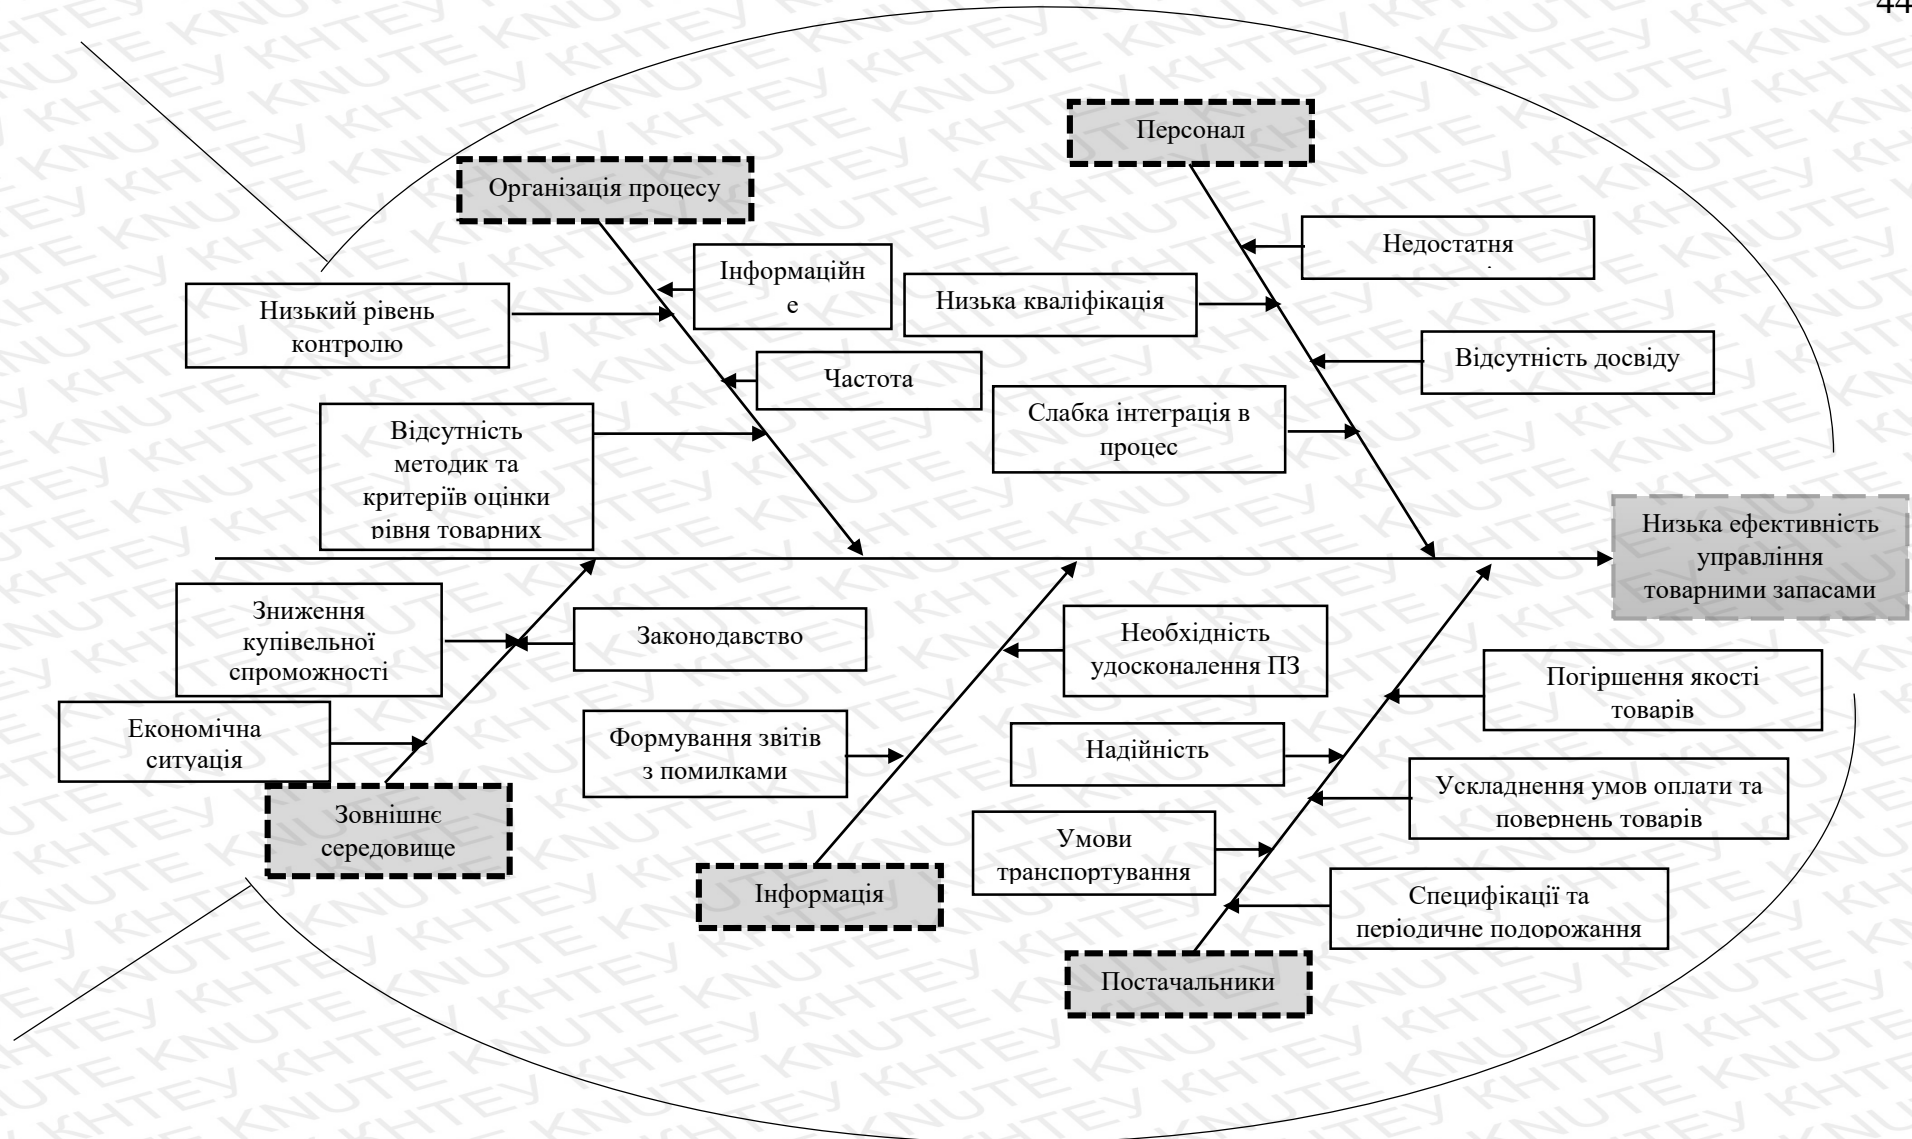 44
Персонал
Організація процесу
Недостатня
Інформаційн
е
Низька кваліфікація
Низький рівень
контролю
Відсутність досвіду
Частота
Слабка інтеграція в
процес
Відсутність
методик та
критеріїв оцінки
рівня товарних
Низька ефективність
управління
товарними запасами
Зниження
купівельної
спроможності
Законодавство
Необхідність
удосконалення ПЗ
Погіршення якості
товарів
Економічна
ситуація
Формування звітів
з помилками
Надійність
Ускладнення умов оплати та
повернень товарів
Зовнішнє
середовище
Умови
транспортування
Інформація
Специфікації та
періодичне подорожання
Постачальники